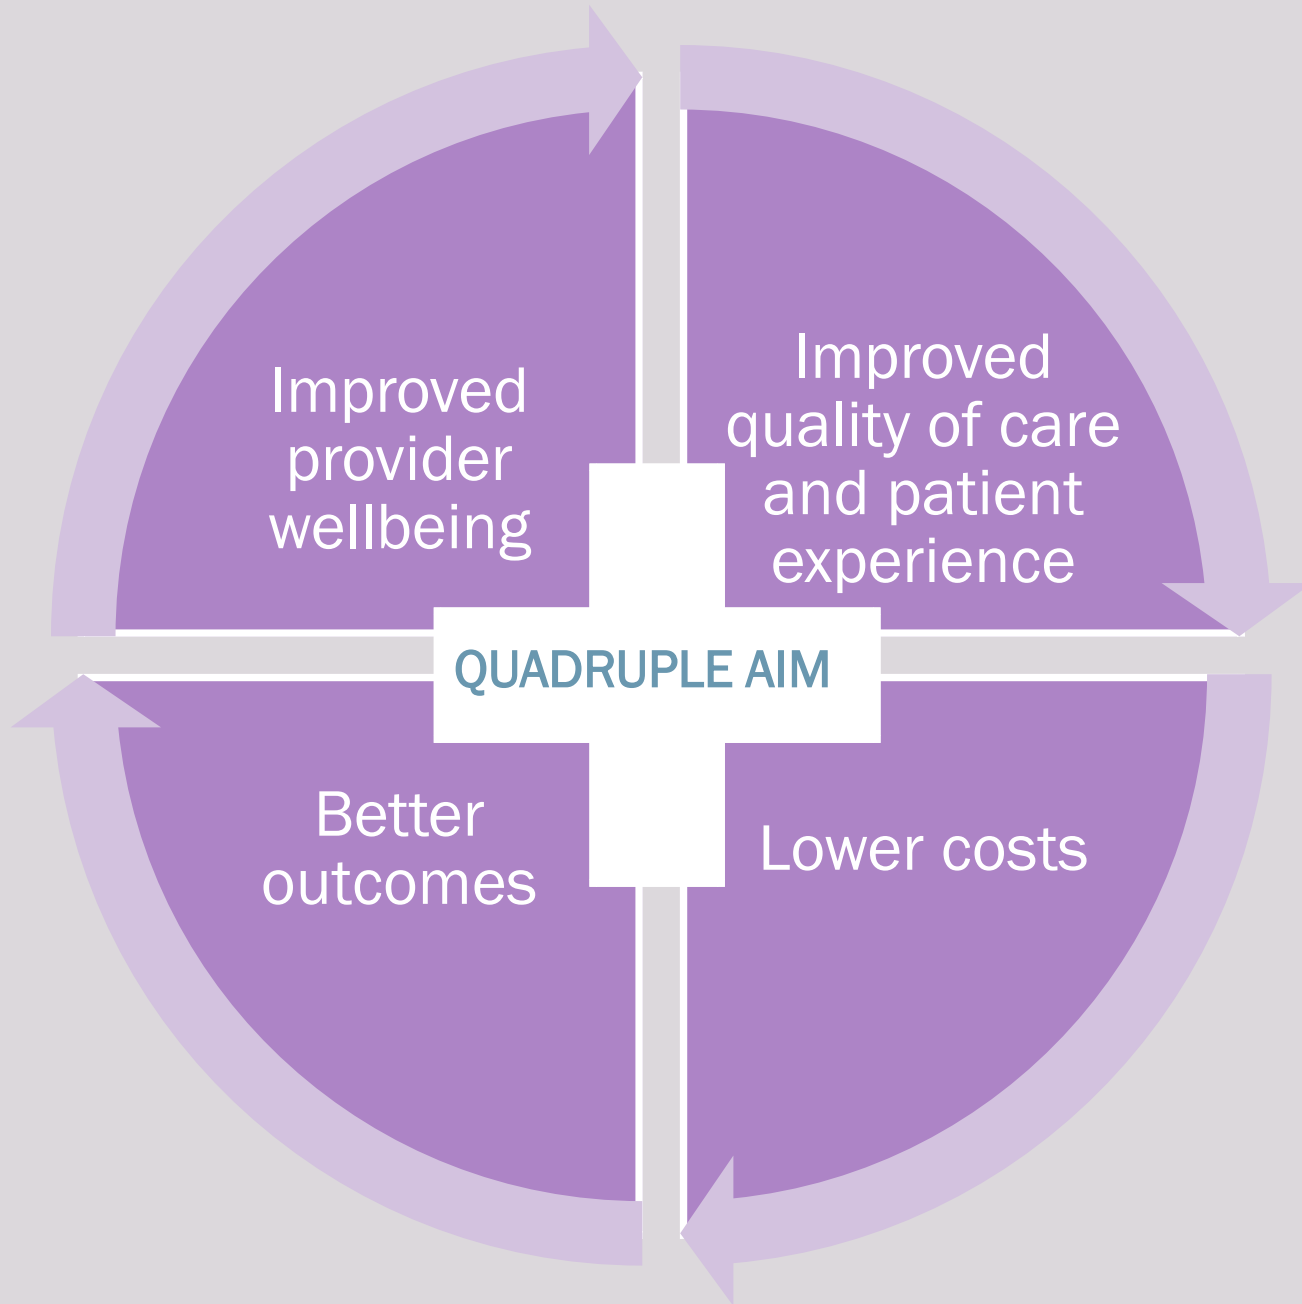 Improved
provider
wellbeing
Improved
quality of care
and patient
experience
QUADRUPLE AIM
Better
outcomes
Lower costs